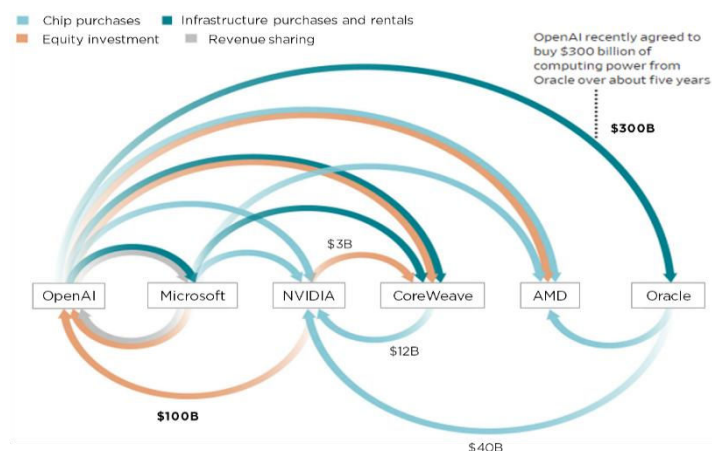 Chip purchases
Infrastructure purchases and rentals
Equity investment
Revenue sharing
OpenAI recently agreed to
buy $300 billion of
computing power from
Oracle over about five years
$300B
$3B
OpenAI
Microsoft
NVIDIA
CoreWeave
AMD
Oracle
$12B
$100B
$40B